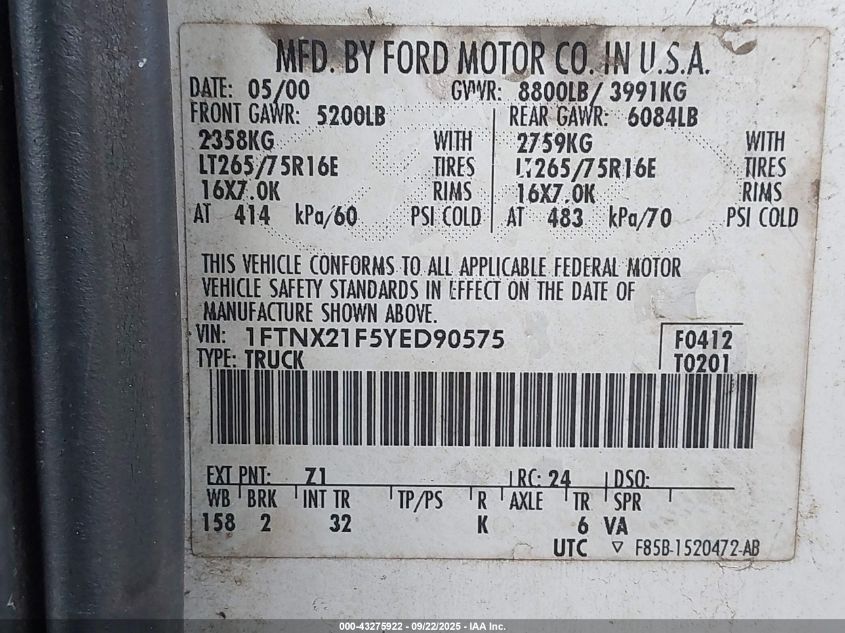 MFD. BY FORD MOTOR CO. IN U.S.A.
DATE: 05/00 GVWR: 8800LB/ 3991KG
FRONT GAWR: 5200LB REAR GAWR: 6084LB
2358KG WITH 2759KG WITH
LT265/75R16E TIRES LT265/75R16E TIRES
16X7.0K RIMS 16X7.0K RIMS
AT 414 kPa/60 PSI COLD AT 483 kPa/70 PSI COLD
THIS VEHICLE CONFORMS TO ALL APPLICABLE FEDERAL MOTOR
VEHICLE SAFETY STANDARDS IN EFFECT ON THE DATE OF
MANUFACTURE SHOWN ABOVE.
VIN: 1FTNX21F5YED90575 F0412
TYPE: TRUCK T0201
EXT PNT: Z1 RC: 24 DSO:
WB BRK INT TR TP/PS R AXLE TR SPR
158 2 32 K 6 VA
UTC ▽ F85B-1520472-AB
000-43275922 - 09/22/2025 - IAA Inc.